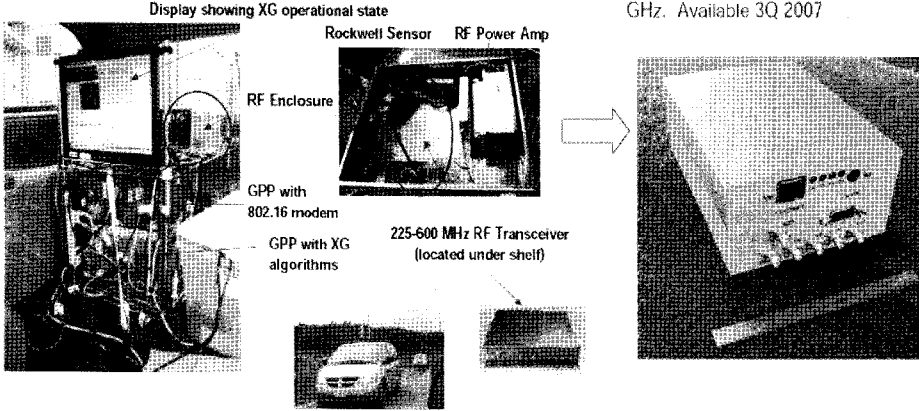 Display showing XG operational state
GHz. Available 3Q 2007
Rockwell Sensor
RF Power Amp
RF Enclosure
GPP with
802.16 modem
GPP with XG
algorithms
225-600 MHz RF Transceiver
(located under shelf)